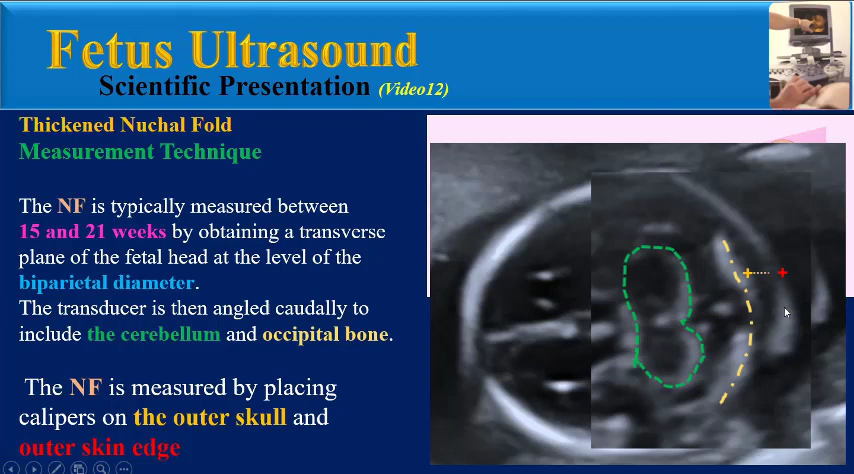 Fetus Ultrasound
Scientific Presentation (Video12)
Thickened Nuchal Fold
Measurement Technique
The NF is typically measured between
15 and 21 weeks by obtaining a transverse
plane of the fetal head at the level of the
biparietal diameter.
The transducer is then angled caudally to
include the cerebellum and occipital bone.
The NF is measured by placing
calipers on the outer skull and
outer skin edge